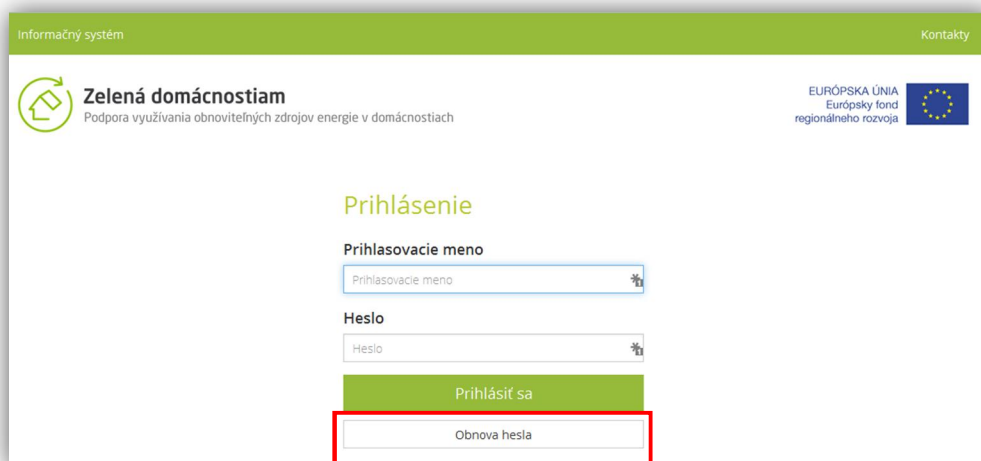 Informačný systém
Kontakty
Zelená domácnostiam
Podpora využívania obnoviteľných zdrojov energie v domácnostiach
EURÓPSKA ÚNIA
Európsky fond
regionálneho rozvoja
Prihlásenie
Prihlasovacie meno
Prihlasovacie meno
Heslo
Heslo
Prihlásiť sa
Obnova hesla